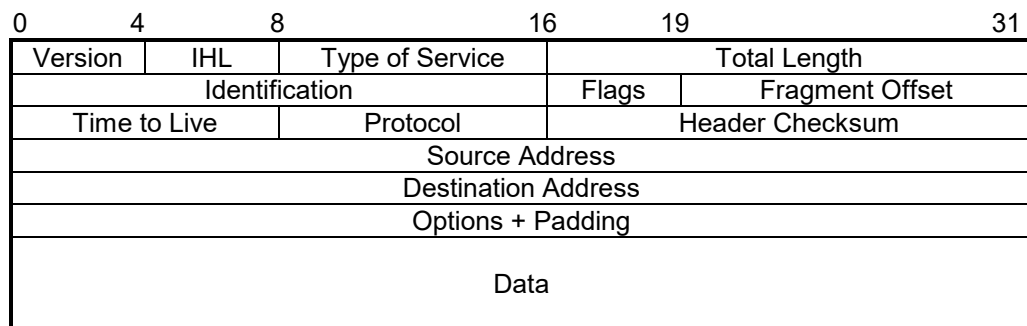 0 4 8 16 19 31
Version IHL Type of Service Total Length
Identification Flags Fragment Offset
Time to Live Protocol Header Checksum
Source Address
Destination Address
Options + Padding
Data